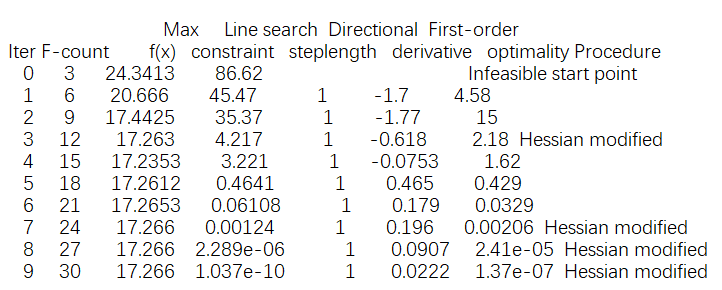 Max Line search Directional First-order
Iter F-count f(x) constraint steplength derivative optimality Procedure
0 3 24.3413 86.62 Infeasible start point
1 6 20.666 45.47 1 -1.7 4.58
2 9 17.4425 35.37 1 -1.77 15
3 12 17.263 4.217 1 -0.618 2.18 Hessian modified
4 15 17.2353 3.221 1 -0.0753 1.62
5 18 17.2612 0.4641 1 0.465 0.429
6 21 17.2653 0.06108 1 0.179 0.0329
7 24 17.266 0.00124 1 0.196 0.00206 Hessian modified
8 27 17.266 2.289e-06 1 0.0907 2.41e-05 Hessian modified
9 30 17.266 1.037e-10 1 0.0222 1.37e-07 Hessian modified